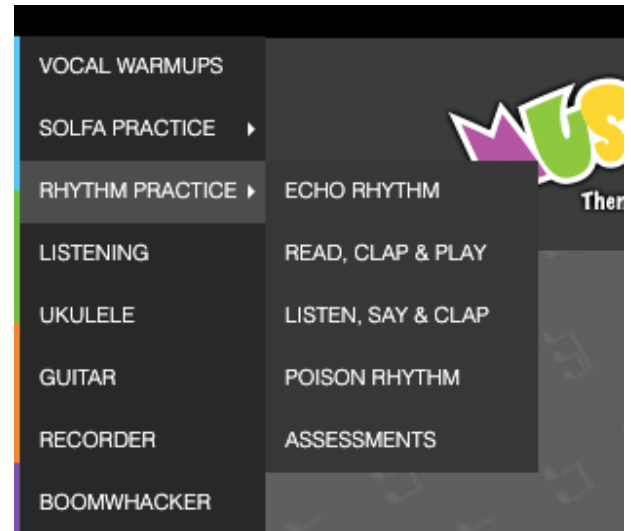 VOCAL WARMUPS
SOLFA PRACTICE
RHYTHM PRACTICE
LISTENING
UKULELE
GUITAR
RECORDER
BOOMWHACKER
ECHO RHYTHM
READ, CLAP & PLAY
LISTEN, SAY & CLAP
POISON RHYTHM
ASSESSMENTS
MUS